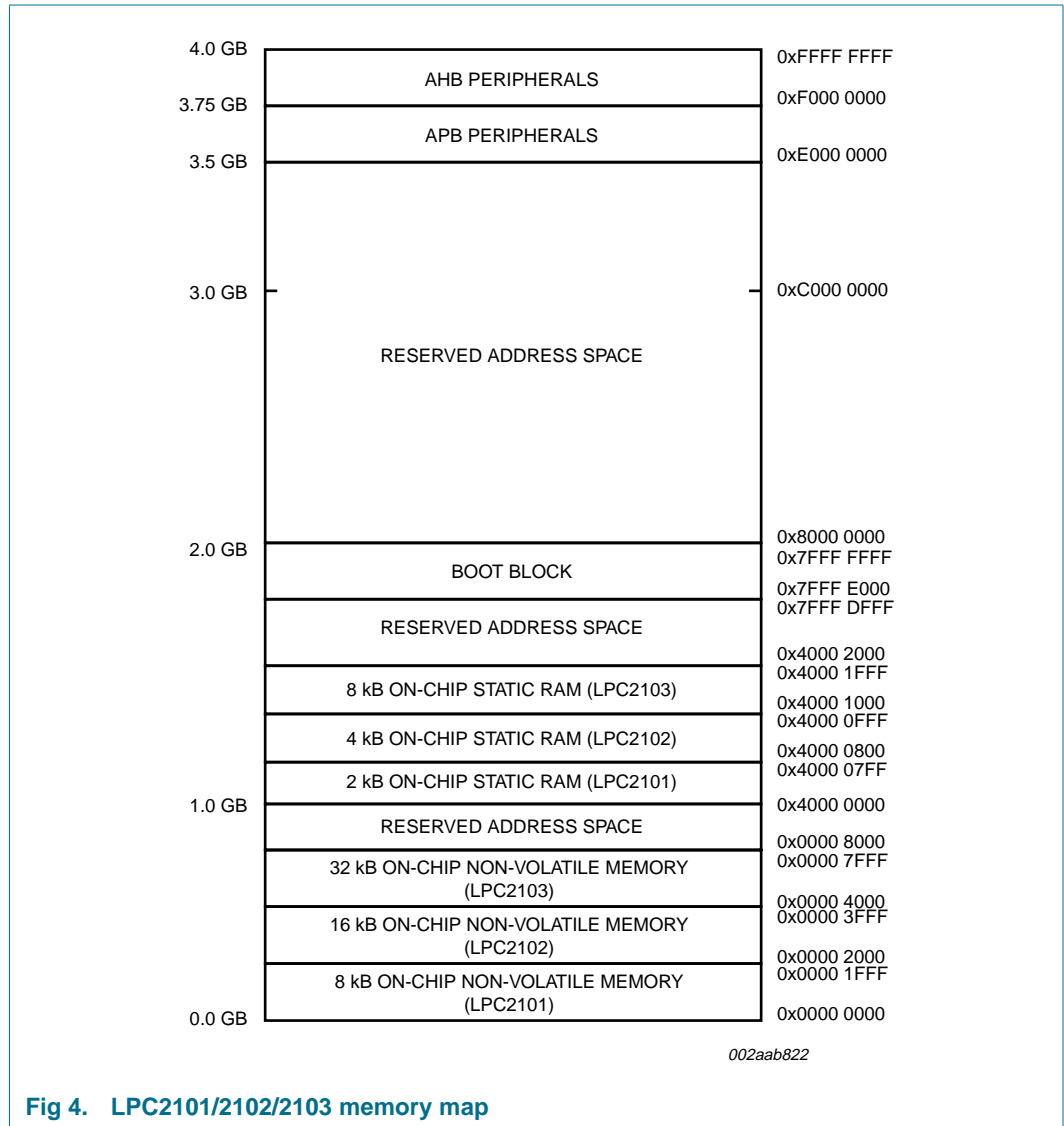 4.0 GB
0xFFFF FFFF
AHB PERIPHERALS
3.75 GB
0xF000 0000
APB PERIPHERALS
3.5 GB
0xE000 0000
3.0 GB
0xC000 0000
RESERVED ADDRESS SPACE
0x8000 0000
2.0 GB
0x7FFF FFFF
BOOT BLOCK
0x7FFF E000
0x7FFF DFFF
RESERVED ADDRESS SPACE
0x4000 2000
0x4000 1FFF
8 kB ON-CHIP STATIC RAM (LPC2103)
0x4000 1000
0x4000 0FFF
4 kB ON-CHIP STATIC RAM (LPC2102)
0x4000 0800
0x4000 07FF
2 kB ON-CHIP STATIC RAM (LPC2101)
1.0 GB
0x4000 0000
RESERVED ADDRESS SPACE
0x0000 8000
0x0000 7FFF
32 kB ON-CHIP NON-VOLATILE MEMORY
(LPC2103)
0x0000 4000
0x0000 3FFF
16 kB ON-CHIP NON-VOLATILE MEMORY
(LPC2102)
0x0000 2000
0x0000 1FFF
8 kB ON-CHIP NON-VOLATILE MEMORY
(LPC2101)
0.0 GB
0x0000 0000
002aab822
Fig 4. LPC2101/2102/2103 memory map